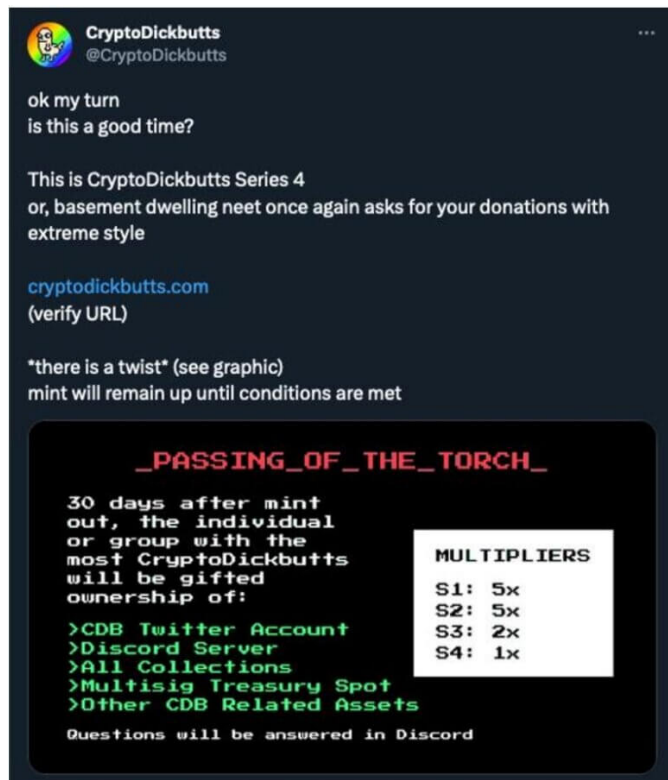 CryptoDickbutts
@CryptoDickbutts
ok my turn
is this a good time?
This is CryptoDickbutts Series 4
or, basement dwelling neet once again asks for your donations with
extreme style
cryptodickbutts.com
(verify URL)
*there is a twist* (see graphic)
mint will remain up until conditions are met
_PASSING_OF_THE_TORCH_
30 days after mint
out, the individual
or group with the
most CryptoDickbutts
will be gifted
ownership of:
>CDB Twitter Account
>Discord Server
>All Collections
>Multisig Treasury Spot
>Other CDB Related Assets
Questions will be answered in Discord
MULTIPLIERS
S1: 5x
S2: 5x
S3: 2x
S4: 1x